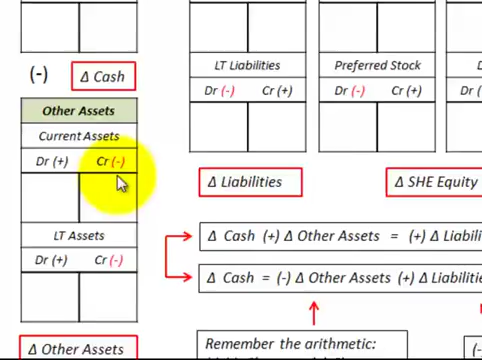 (-)
Δ Cash
Other Assets
Current Assets
Dr (+) Cr (-)
LT Assets
Dr (+) Cr (-)
Δ Other Assets
LT Liabilities
Dr (-) Cr (+)
Preferred Stock
Dr (-) Cr (+)
Dr
Δ Liabilities
Δ SHE Equity
Δ Cash (+) Δ Other Assets = (+) Δ Liabili
Δ Cash = (-) Δ Other Assets (+) Δ Liabilitie
Remember the arithmetic: